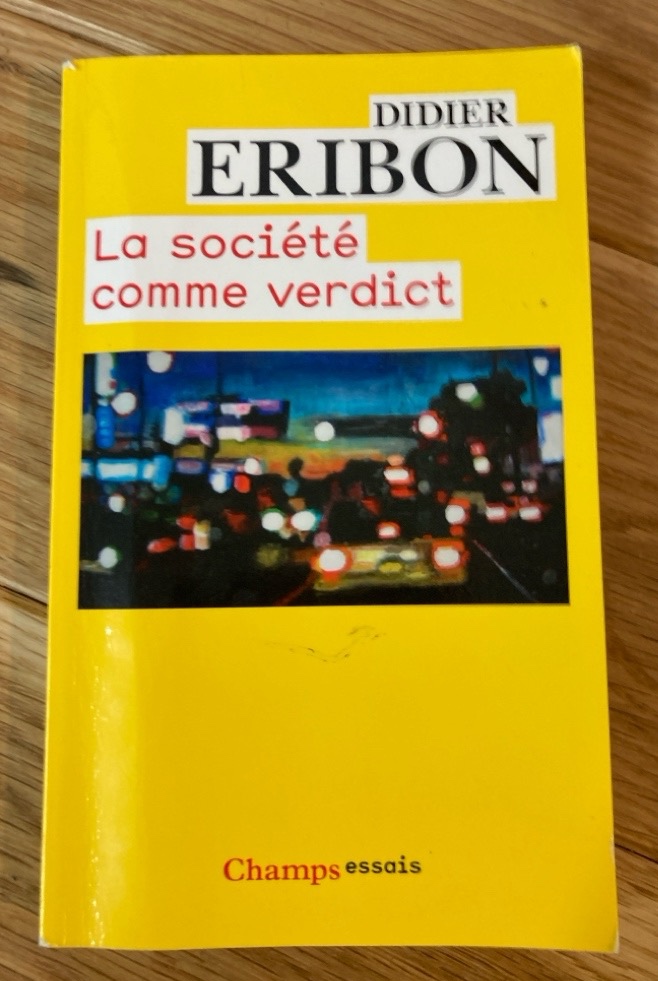 DIDIER
ERIBON
La société
comme verdict
Champs essais